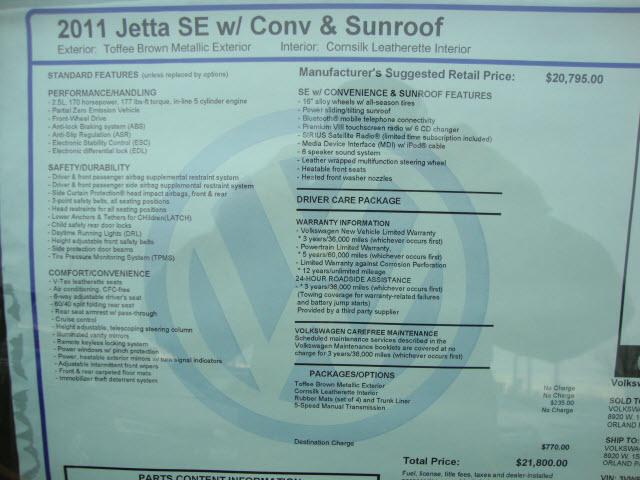 2011 Jetta SE w/ Conv & Sunroof
Exterior: Toffee Brown Metallic Exterior Interior: Cornsilk Leatherette Interior
STANDARD FEATURES (unless replaced by options)
PERFORMANCE/HANDLING
- 2.5L, 170 horsepower, 177 lbs-ft torque, in-line 5 cylinder engine
- Partial Zero Emission Vehicle
- Front-Wheel Drive
- Anti-lock Braking system (ABS)
- Anti-Slip Regulation (ASR)
- Electronic Stability Control (ESC)
- Electronic differential lock (EDL)
SAFETY/DURABILITY
- Driver & front passenger airbag supplemental restraint system
- Driver & front passenger side airbag supplemental restraint system
- Side Curtain Protection® head impact airbags, front & rear
- 3-point safety belts, all seating positions
- Head restraints for all seating positions
- Lower Anchors & Tethers for CHildren(LATCH)
- Child safety rear door locks
- Daytime Running Lights (DRL)
- Height adjustable front safety belts
- Side protection door beams
- Tire Pressure Monitoring System (TPMS)
COMFORT/CONVENIENCE
- V-Tex leatherette seats
- Air conditioning, CFC-free
- 6-way adjustable driver's seat
- 60/40 split folding rear seat
- Rear seat armrest w/ pass-through
- Cruise control
- Height adjustable, telescoping steering column
- Illuminated vanity mirrors
- Remote keyless locking system
- Power windows w/ pinch protection
- Power, heatable exterior mirrors w/ turn signal indicators
- Adjustable intermittent front wipers
- Front & rear carpeted floor mats
- Immobilizer theft deterrent system
Manufacturer's Suggested Retail Price: $20,795.00
SE w/ CONVENIENCE & SUNROOF FEATURES
- 16" alloy wheels w/ all-season tires
- Power sliding/tilting sunroof
- Bluetooth® mobile telephone connectivity
- Premium VIII touchscreen radio w/ 6 CD changer
- SIRIUS Satellite Radio® (limited time subscription included)
- Media Device Interface (MDI) w/ iPod® cable
- 6 speaker sound system
- Leather wrapped multifunction steering wheel
- Heatable front seats
- Heated front washer nozzles
DRIVER CARE PACKAGE
WARRANTY INFORMATION
- Volkswagen New Vehicle Limited Warranty
* 3 years/36,000 miles (whichever occurs first)
- Powertrain Limited Warranty,
* 5 years/60,000 miles (whichever occurs first)
- Limited Warranty against Corrosion Perforation
* 12 years/unlimited mileage
24-HOUR ROADSIDE ASSISTANCE
- * 3 years/36,000 miles (whichever occurs first)
(Towing coverage for warranty-related failures
and battery jump starts)
Provided by a third party supplier
VOLKSWAGEN CAREFREE MAINTENANCE
Scheduled maintenance services described in the
Volkswagen Maintenance booklets are covered at no
charge for 3 years/36,000 miles (whichever occurs first)
PACKAGES/OPTIONS
Toffee Brown Metallic Exterior No Charge
Cornsilk Leatherette Interior No Charge
Rubber Mats (set of 4) and Trunk Liner $235.00
5-Speed Manual Transmission No Charge
Destination Charge $770.00
Total Price: $21,800.00
Fuel, license, title fees, taxes and dealer-installed
PARTS CONTENT INFORMATION
Volksw
SOLD TO
VOLKSWA
8920 W. 15
ORLAND P
SHIP TO:
VOLKSWA
8920 W. 1
ORLAND P